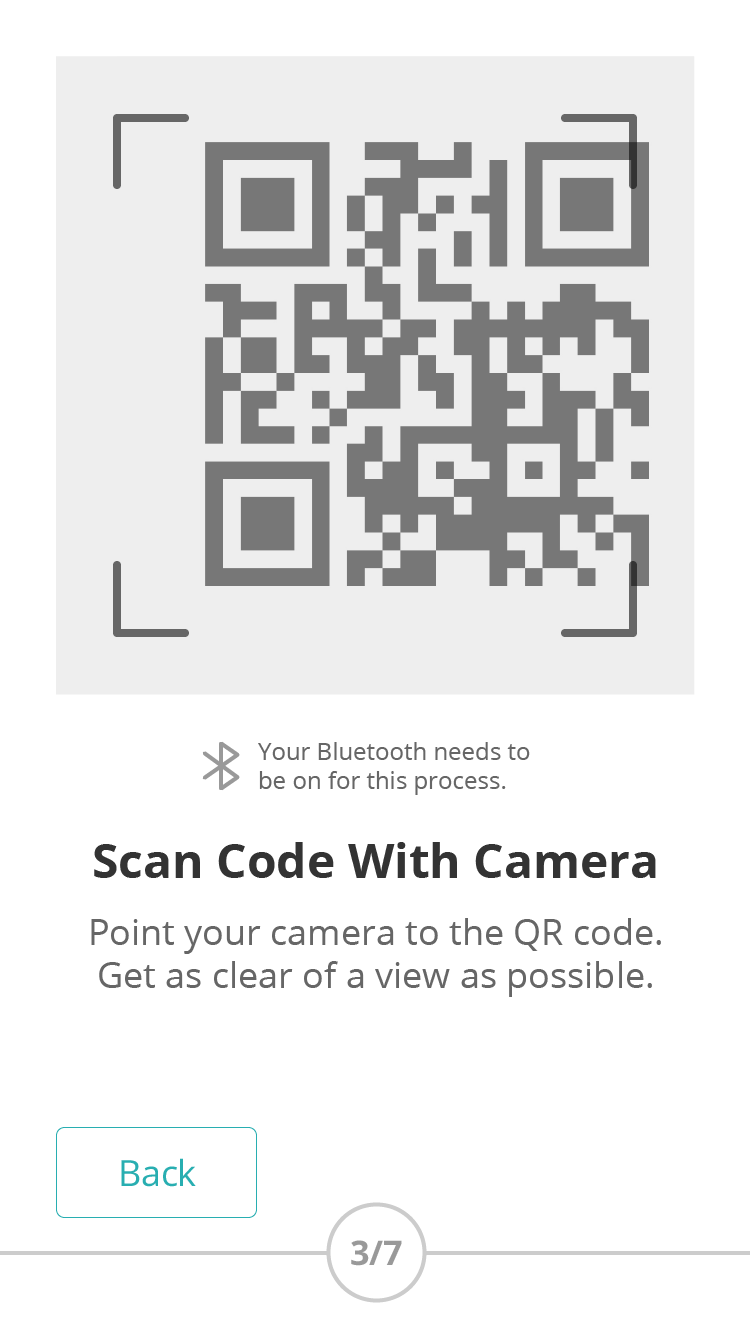 Your Bluetooth needs to
be on for this process.
Scan Code With Camera
Point your camera to the QR code.
Get as clear of a view as possible.
Back
3/7